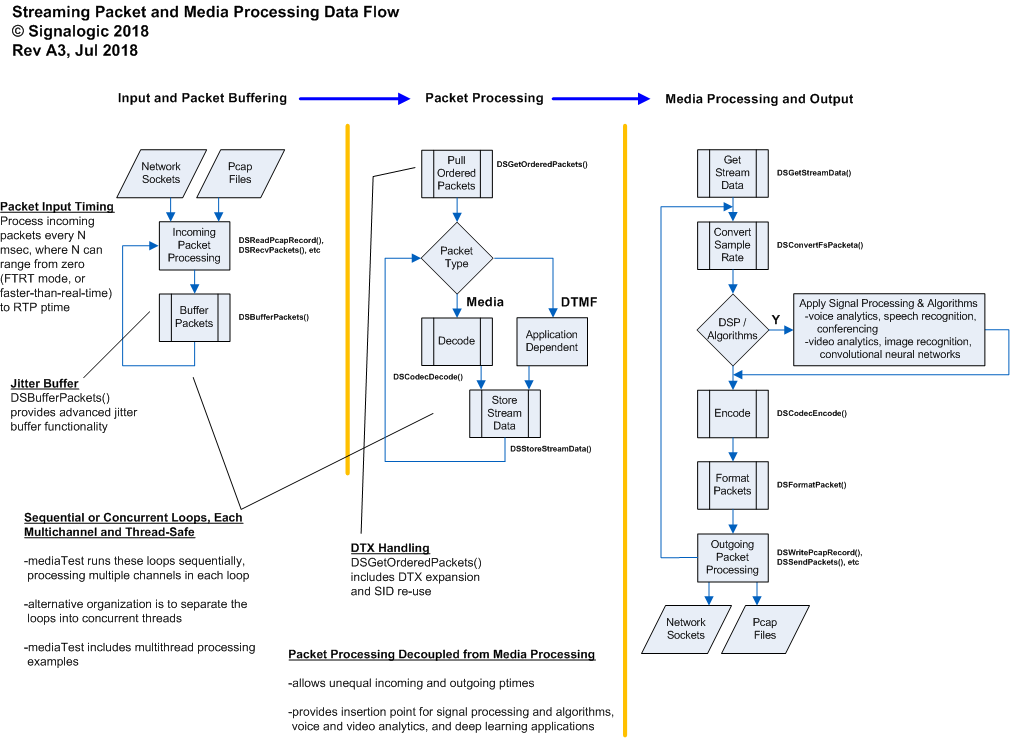 Streaming Packet and Media Processing Data Flow
© Signalogic 2018
Rev A3, Jul 2018
Input and Packet Buffering
Packet Processing
Media Processing and Output
Network
Sockets
Pcap
Files
Packet Input Timing
Process incoming
packets every N
msec, where N can
range from zero
(FTRT mode, or
faster-than-real-time)
to RTP ptime
Incoming
Packet
Processing
DSReadPcapRecord(),
DSRecvPackets(), etc
Buffer
Packets
DSBufferPackets()
Jitter Buffer
DSBufferPackets()
provides advanced jitter
buffer functionality
Sequential or Concurrent Loops, Each
Multichannel and Thread-Safe
-mediaTest runs these loops sequentially,
processing multiple channels in each loop
-alternative organization is to separate the
loops into concurrent threads
-mediaTest includes multithread processing
examples
Pull
Ordered
Packets
DSGetOrderedPackets()
Packet
Type
Media
DTMF
Decode
Application
Dependent
DSCodecDecode()
Store
Stream
Data
DSStoreStreamData()
DTX Handling
DSGetOrderedPackets()
includes DTX expansion
and SID re-use
Packet Processing Decoupled from Media Processing
-allows unequal incoming and outgoing ptimes
-provides insertion point for signal processing and algorithms,
voice and video analytics, and deep learning applications
Get
Stream
Data
DSGetStreamData()
Convert
Sample
Rate
DSConvertFsPacketa()
DSP /
Algorithms
Y
Apply Signal Processing & Algorithms
-voice analytics, speech recognition,
conferencing
-video analytics, image recognition,
convolutional neural networks
Encode
DSCodecEncode()
Format
Packets
DSFormatPacket()
Outgoing
Packet
Processing
DSWritePcapRecord(),
DSSendPackets(), etc
Network
Sockets
Pcap
Files